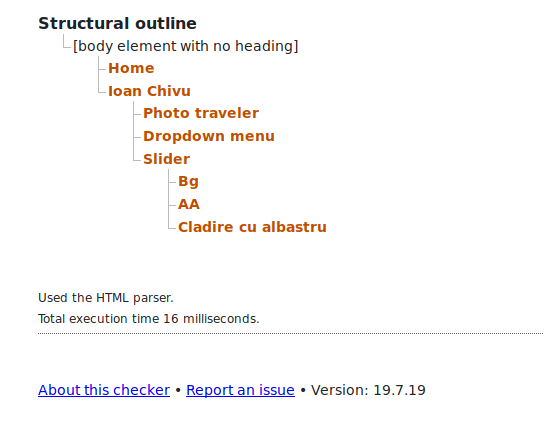 Structural outline
[body element with no heading]
Home
Ioan Chivu
Photo traveler
Dropdown menu
Slider
Bg
AA
Cladire cu albastru
Used the HTML parser.
Total execution time 16 milliseconds.
About this checker • Report an issue • Version: 19.7.19